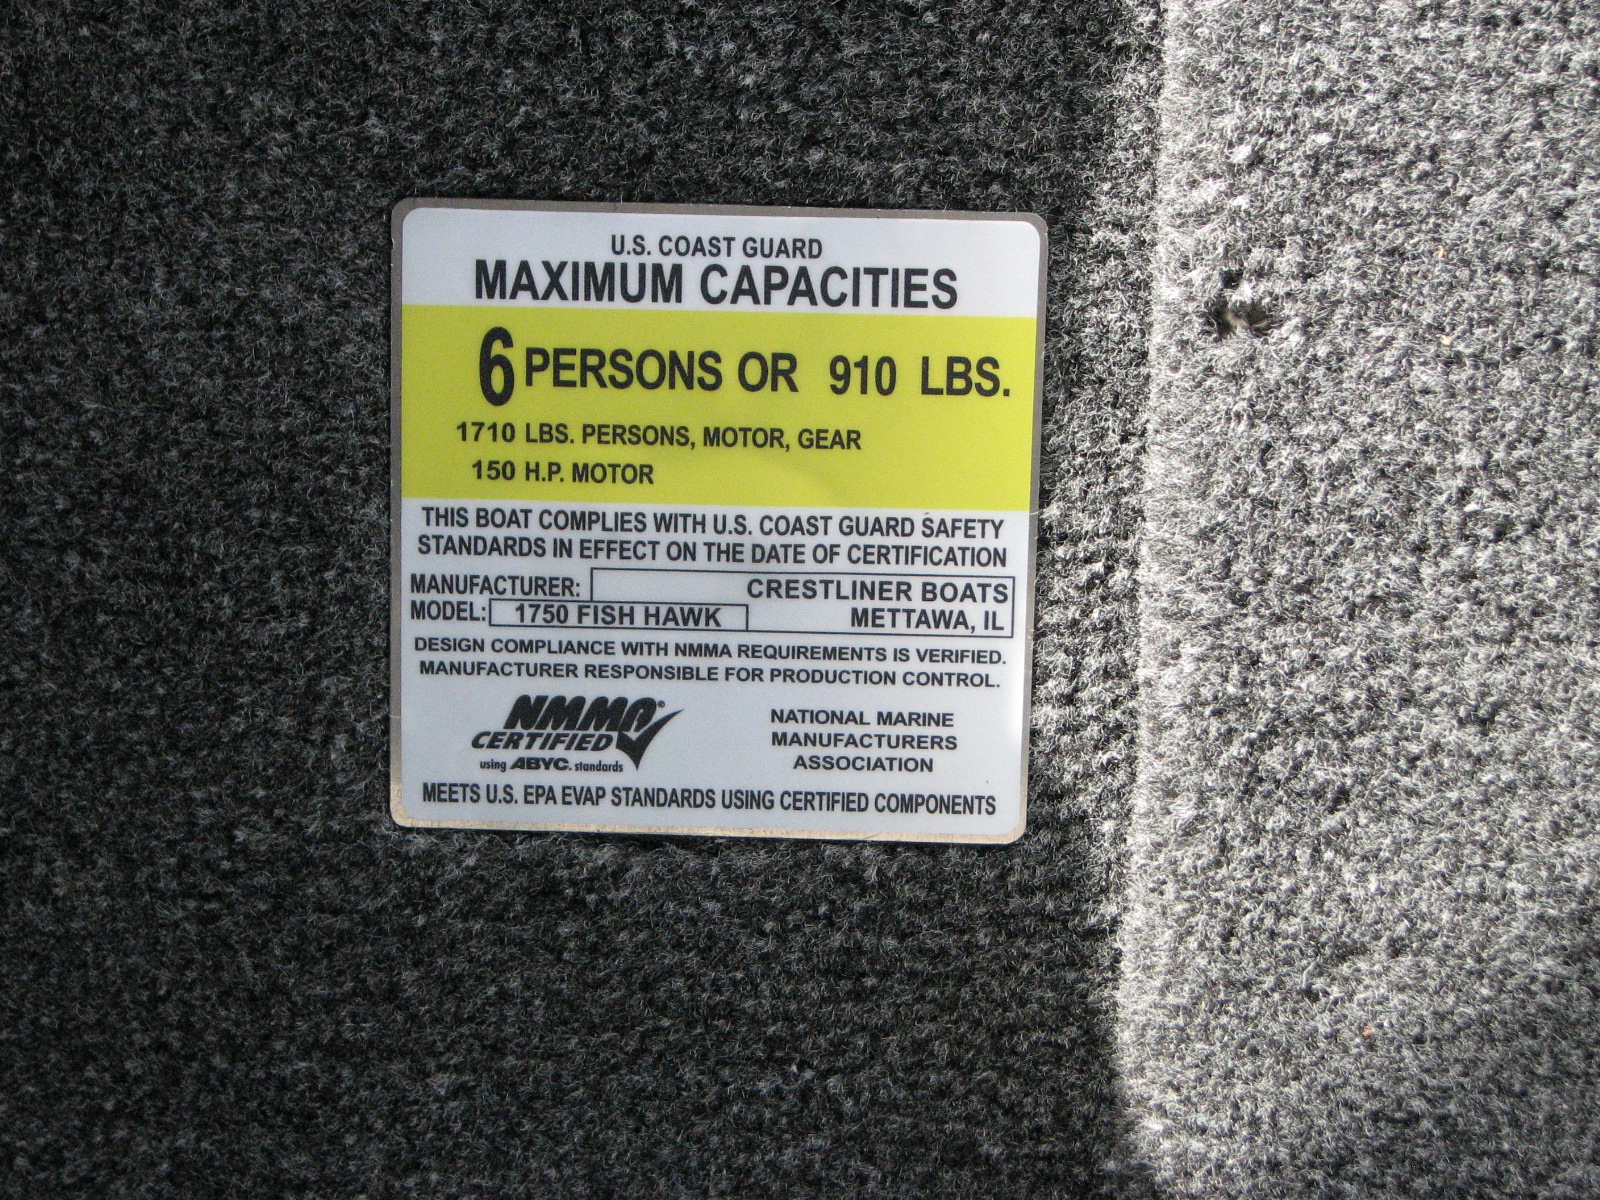 U.S. COAST GUARD
MAXIMUM CAPACITIES
6 PERSONS OR 910 LBS.
1710 LBS. PERSONS, MOTOR, GEAR
150 H.P. MOTOR
THIS BOAT COMPLIES WITH U.S. COAST GUARD SAFETY
STANDARDS IN EFFECT ON THE DATE OF CERTIFICATION
MANUFACTURER: CRESTLINER BOATS
MODEL: 1750 FISH HAWK METTAWA, IL
DESIGN COMPLIANCE WITH NMMA REQUIREMENTS IS VERIFIED.
MANUFACTURER RESPONSIBLE FOR PRODUCTION CONTROL.
NMMA®
CERTIFIED
using ABYC. standards
NATIONAL MARINE
MANUFACTURERS
ASSOCIATION
MEETS U.S. EPA EVAP STANDARDS USING CERTIFIED COMPONENTS